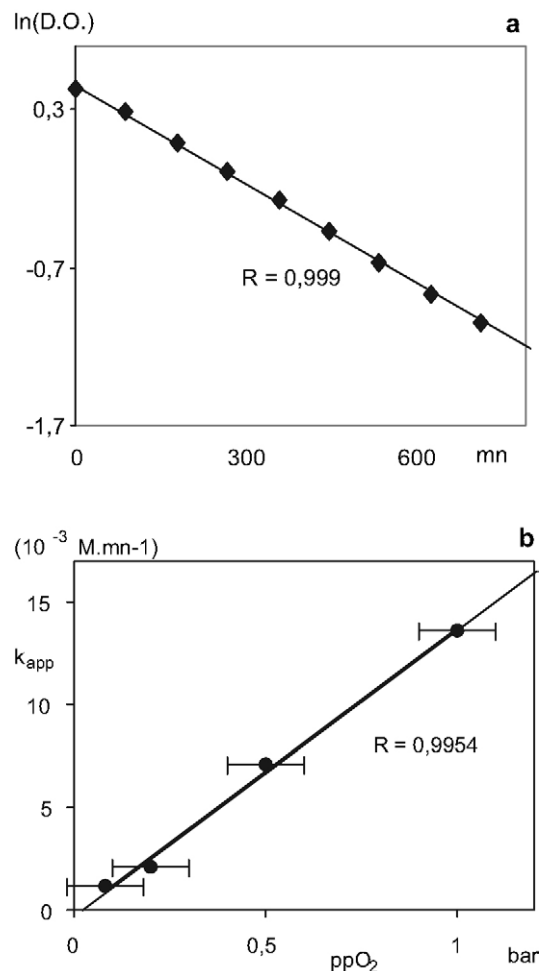 ln(D.O.)
a
0,3
-0,7
R = 0,999
-1,7
0 300 600 mn
(10 -3 M.mn-1)
b
15
kapp
10
R = 0,9954
5
0
0 0,5 1 bar
ppO2